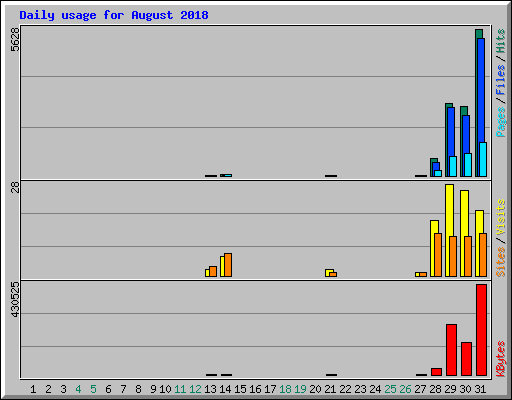 Daily usage for August 2018
5628
28
430525
Pages / Files / Hits
Sites / Visits
KBytes
1 2 3 4 5 6 7 8 9 10 11 12 13 14 15 16 17 18 19 20 21 22 23 24 25 26 27 28 29 30 31